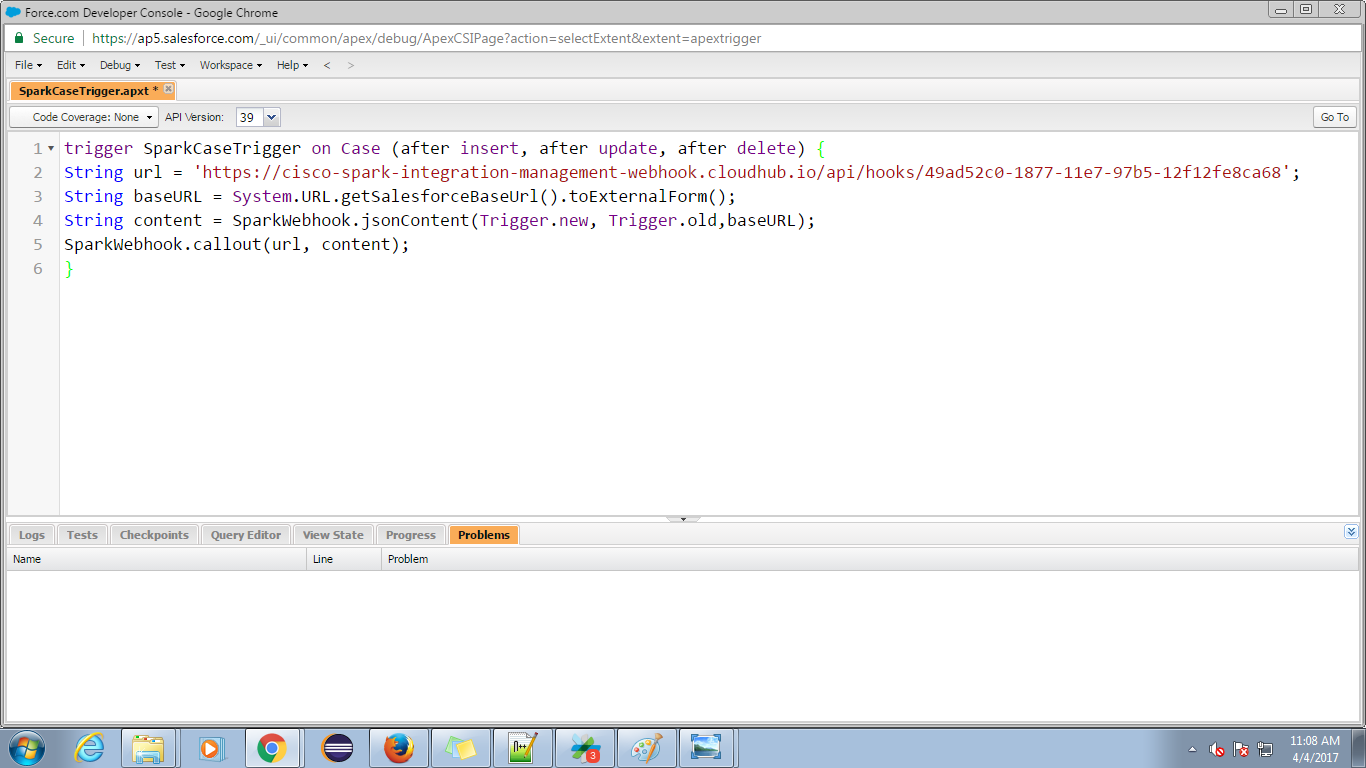 Force.com Developer Console - Google Chrome
Secure https://ap5.salesforce.com/_ui/common/apex/debug/ApexCSIPage?action=selectExtent&extent=apextrigger
File Edit Debug Test Workspace Help < >
SparkCaseTrigger.apxt *
Code Coverage: None API Version: 39 Go To
1 trigger SparkCaseTrigger on Case (after insert, after update, after delete) {
2 String url = 'https://cisco-spark-integration-management-webhook.cloudhub.io/api/hooks/49ad52c0-1877-11e7-97b5-12f12fe8ca68';
3 String baseURL = System.URL.getSalesforceBaseUrl().toExternalForm();
4 String content = SparkWebhook.jsonContent(Trigger.new, Trigger.old,baseURL);
5 SparkWebhook.callout(url, content);
6 }
Logs Tests Checkpoints Query Editor View State Progress Problems
Name Line Problem
3
11:08 AM
4/4/2017